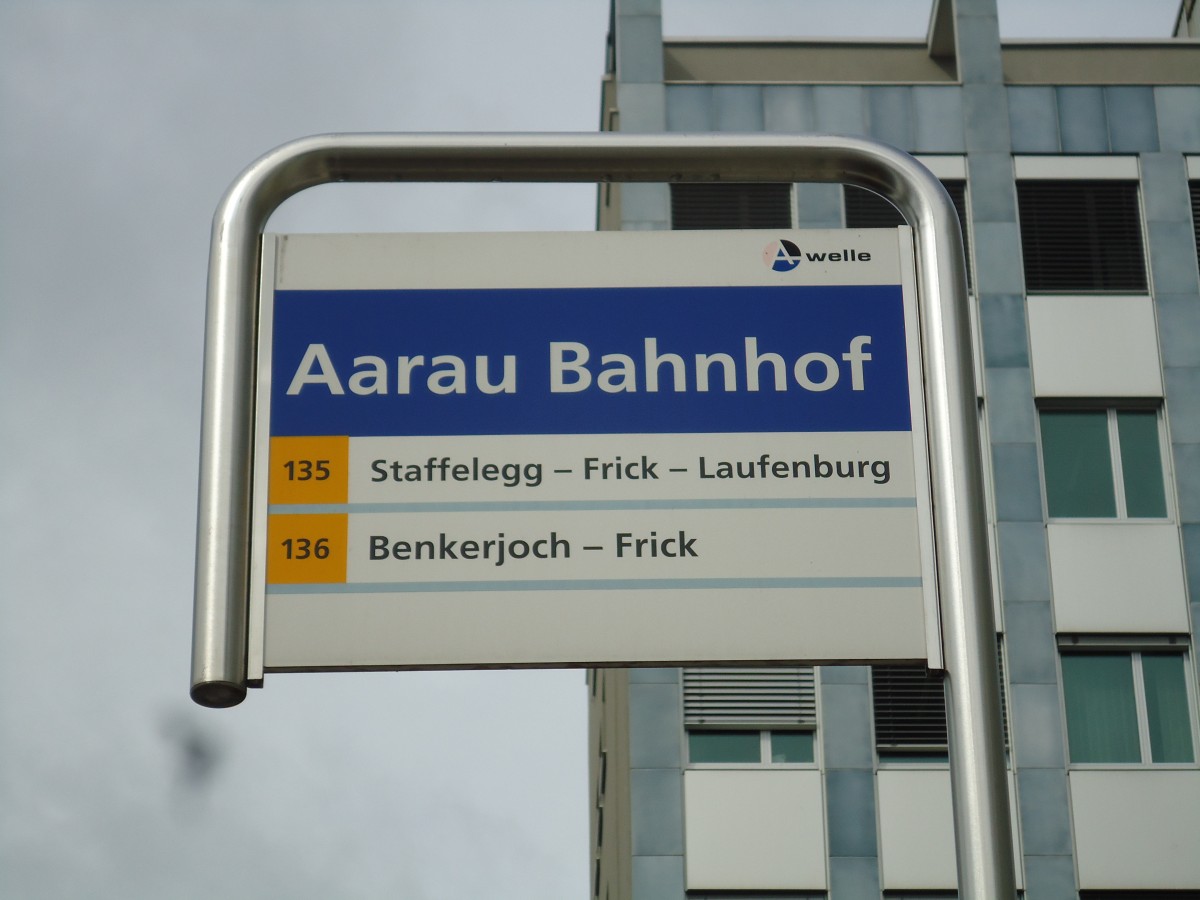 A welle
Aarau Bahnhof
135 Staffelegg – Frick – Laufenburg
136 Benkerjoch – Frick